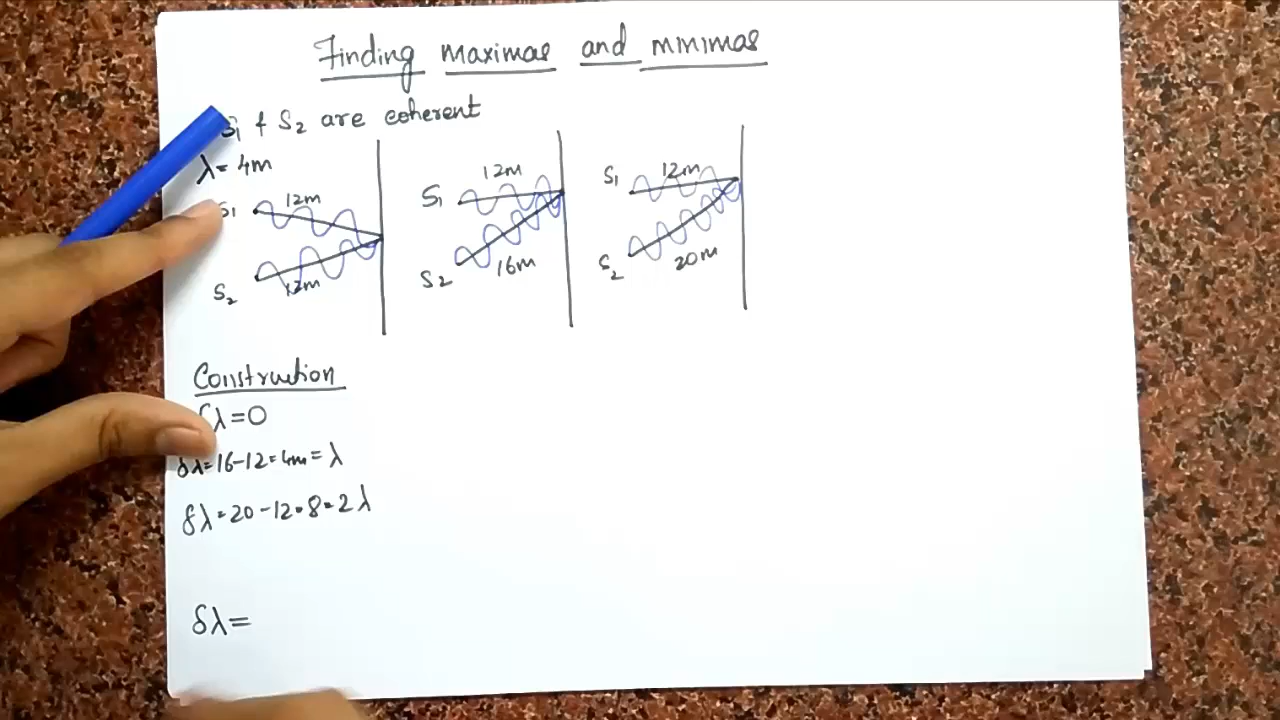 Finding maximas and minimas
S₁ & S₂ are coherent
λ = 4m
S₁ 12m
S₂ 12m
S₁ 12m
S₂ 16m
S₁ 12m
S₂ 20m
Construction
δλ=0
δλ=16-12=4m=λ
δλ=20-12=8=2λ
δλ=